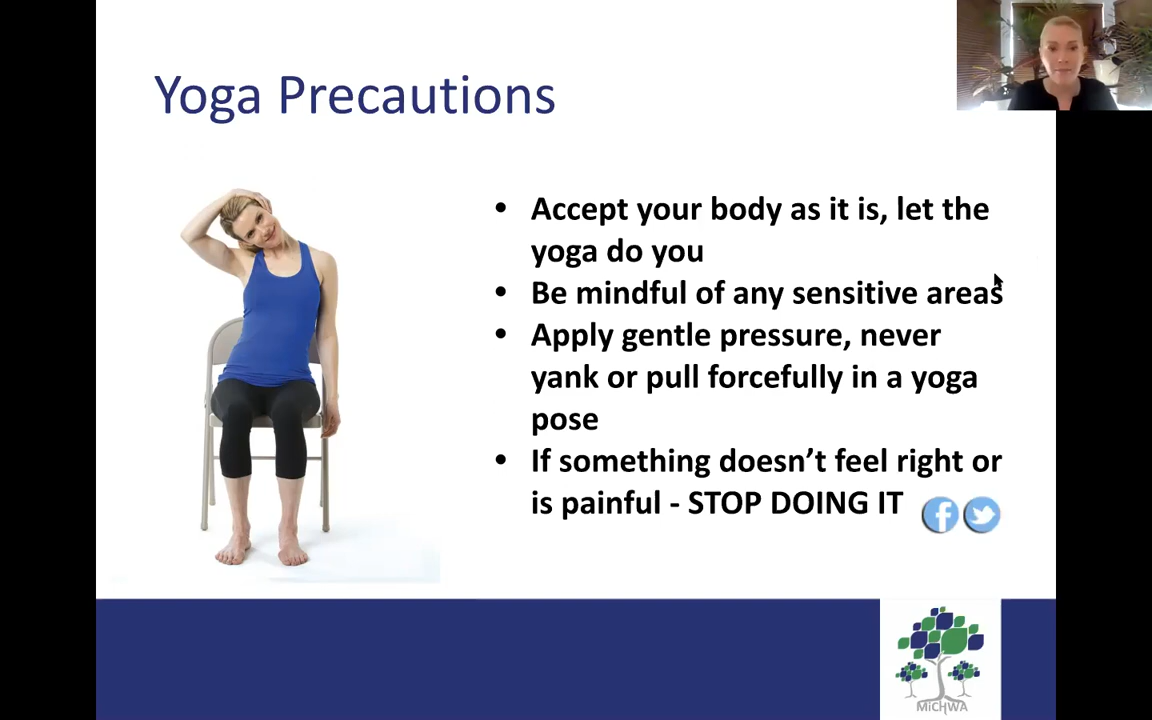 Yoga Precautions
• Accept your body as it is, let the
yoga do you
• Be mindful of any sensitive areas
• Apply gentle pressure, never
yank or pull forcefully in a yoga
pose
• If something doesn’t feel right or
is painful - STOP DOING IT
f
MiCHWA